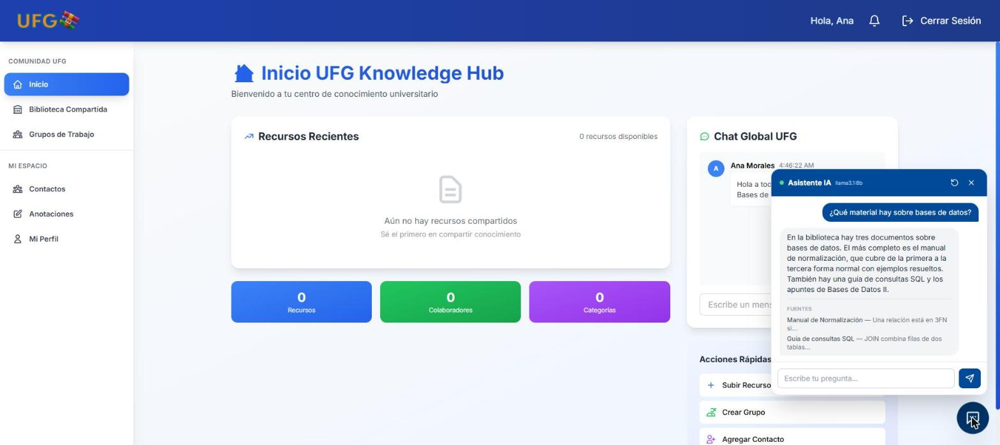 UFG
Hola, Ana
Cerrar Sesión
COMUNIDAD UFG
Inicio
Biblioteca Compartida
Grupos de Trabajo
MI ESPACIO
Contactos
Anotaciones
Mi Perfil
Inicio UFG Knowledge Hub
Bienvenido a tu centro de conocimiento universitario
Recursos Recientes
0 recursos disponibles
Aún no hay recursos compartidos
Sé el primero en compartir conocimiento
0
Recursos
0
Colaboradores
0
Categorías
Chat Global UFG
A
Ana Morales 4:46:22 AM
Hola a
Bases de
Escribe un
Acciones Rápidas
Subir Recurso
Crear Grupo
Agregar Contacto
Asistente IA llama3.1:8b
¿Qué material hay sobre bases de datos?
En la biblioteca hay tres documentos sobre
bases de datos. El más completo es el manual
de normalización, que cubre de la primera a la
tercera forma normal con ejemplos resueltos.
También hay una guía de consultas SQL y los
apuntes de Bases de Datos II.
FUENTES
Manual de Normalización — Una relación está en 3FN
si...
Guía de consultas SQL — JOIN combina filas de dos
tablas...
Escribe tu pregunta...